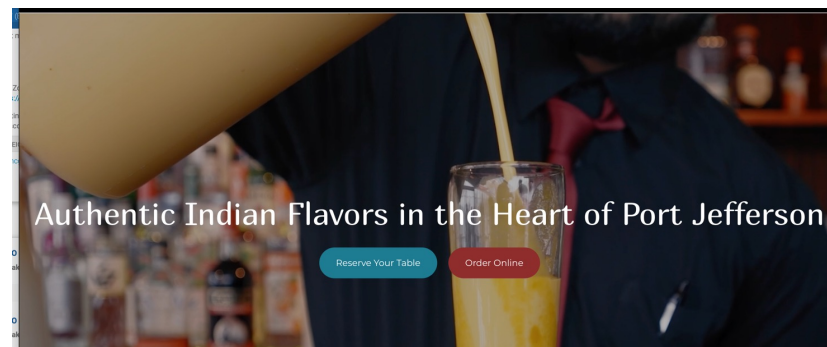 Authentic Indian Flavors in the Heart of Port Jefferson
Reserve Your Table
Order Online